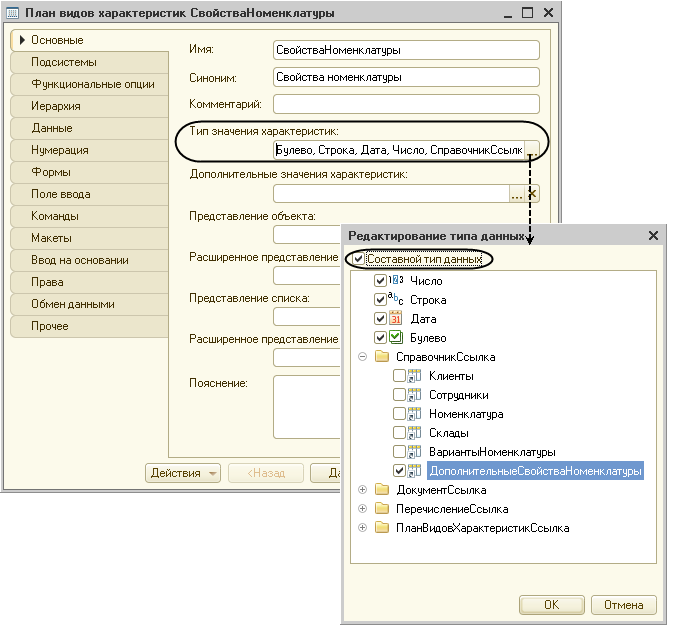 План видов характеристик СвойстваНоменклатуры
Основные
Подсистемы
Функциональные опции
Иерархия
Данные
Нумерация
Формы
Поле ввода
Команды
Макеты
Ввод на основании
Права
Обмен данными
Прочее
Имя: СвойстваНоменклатуры
Синоним: Свойства номенклатуры
Комментарий:
Тип значения характеристик:
Булево, Строка, Дата, Число, СправочникСсылк ...
Дополнительные значения характеристик:
...
Представление объекта:
Расширенное представление
Представление списка:
Расширенное представление
Пояснение:
Действия
<Назад
Да
Редактирование типа данных
Составной тип данных
Число
Строка
31 Дата
Булево
СправочникСсылка
Клиенты
Сотрудники
Номенклатура
Склады
ВариантыНоменклатуры
ДополнительныеСвойстваНоменклатуры
ДокументСсылка
ПеречислениеСсылка
ПланВидовХарактеристикСсылка
OK
Отмена